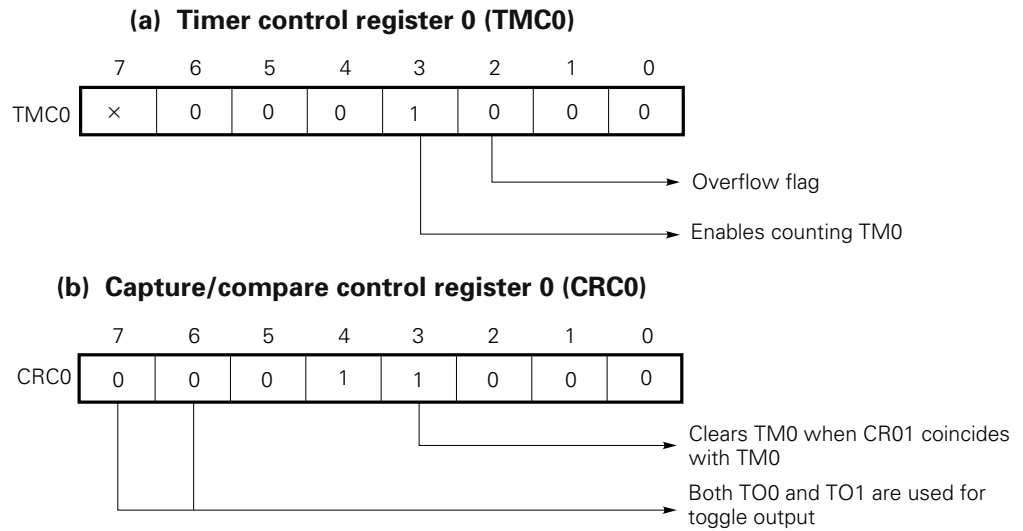 (a) Timer control register 0 (TMC0)
7 6 5 4 3 2 1 0
TMC0 × 0 0 0 1 0 0 0
Overflow flag
Enables counting TM0
(b) Capture/compare control register 0 (CRC0)
7 6 5 4 3 2 1 0
CRC0 0 0 0 1 1 0 0 0
Clears TM0 when CR01 coincides
with TM0
Both TO0 and TO1 are used for
toggle output